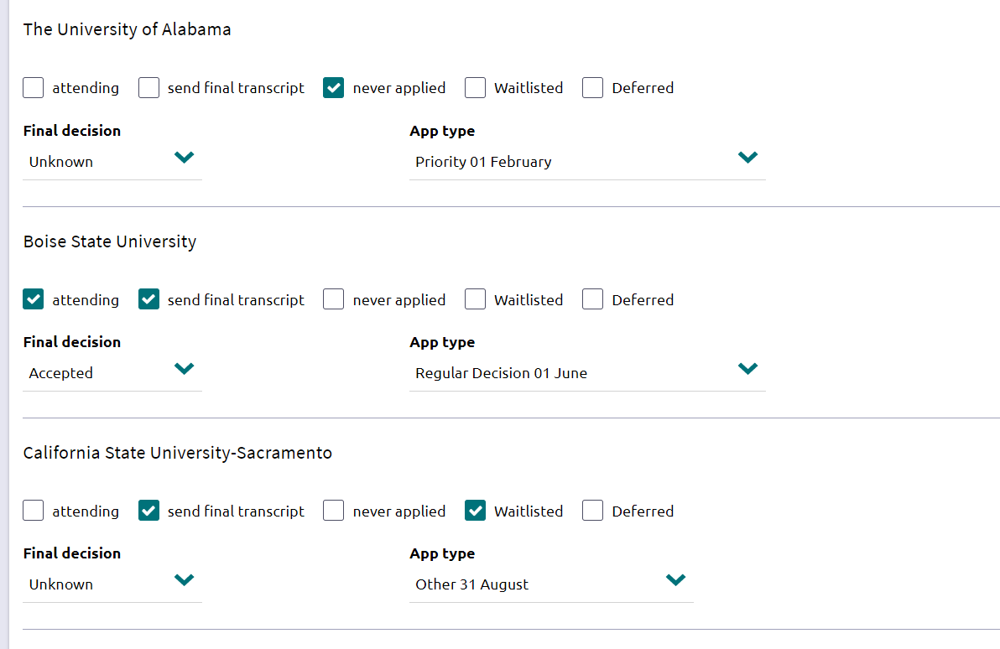 The University of Alabama
attending send final transcript never applied Waitlisted Deferred
Final decision App type
Unknown Priority 01 February
Boise State University
attending send final transcript never applied Waitlisted Deferred
Final decision App type
Accepted Regular Decision 01 June
California State University-Sacramento
attending send final transcript never applied Waitlisted Deferred
Final decision App type
Unknown Other 31 August